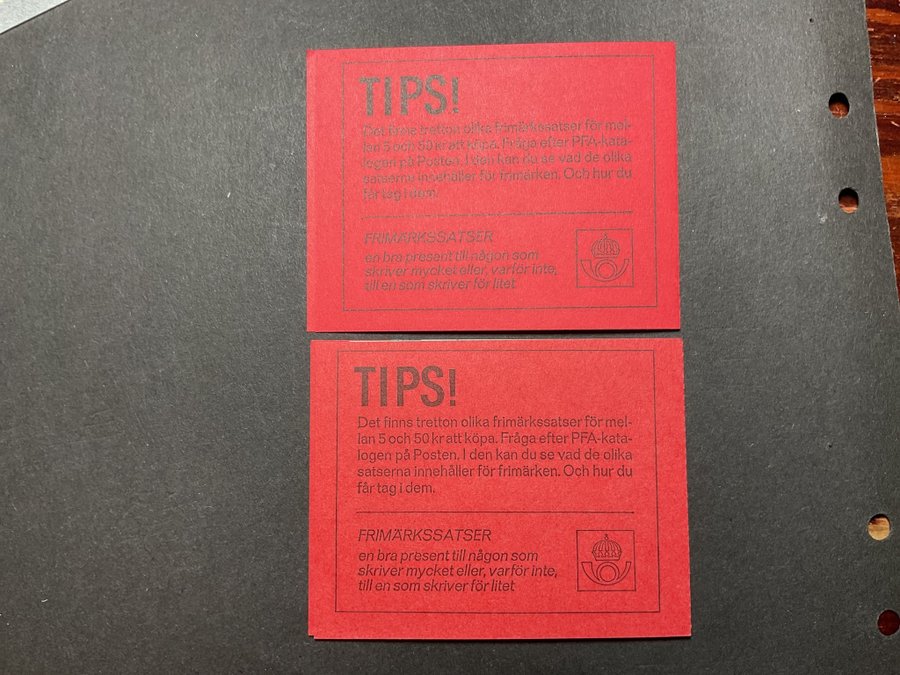 TIPS!
Det finns tretton olika frimärkssatser för mel-
lan 5 och 50 kr att köpa. Fråga efter PFA-kata-
logen på Posten. I den kan du se vad de olika
satserna innehåller för frimärken. Och hur du
får tag i dem.
FRIMÄRKSSATSER
en bra present till någon som
skriver mycket eller, varför inte,
till en som skriver för litet
TIPS!
Det finns tretton olika frimärkssatser för mel-
lan 5 och 50 kr att köpa. Fråga efter PFA-kata-
logen på Posten. I den kan du se vad de olika
satserna innehåller för frimärken. Och hur du
får tag i dem.
FRIMÄRKSSATSER
en bra present till någon som
skriver mycket eller, varför inte,
till en som skriver för litet